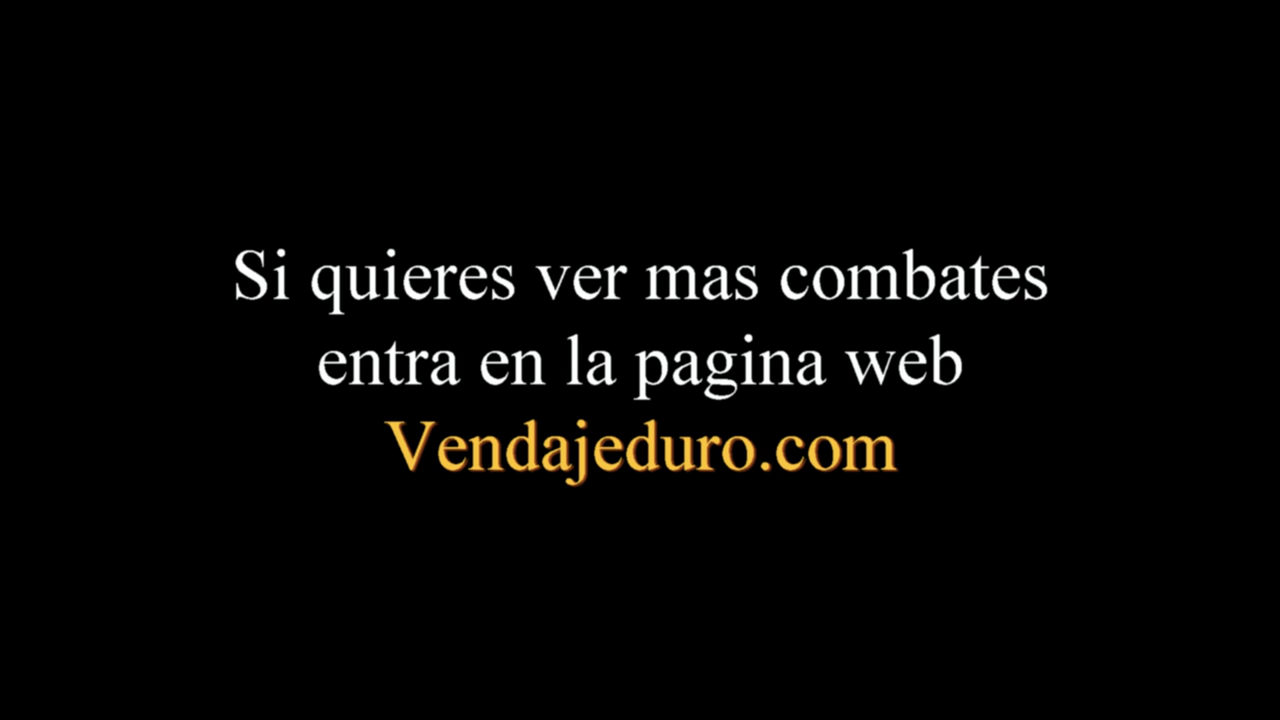 Si quieres ver mas combates
entra en la pagina web
Vendajeduro.com